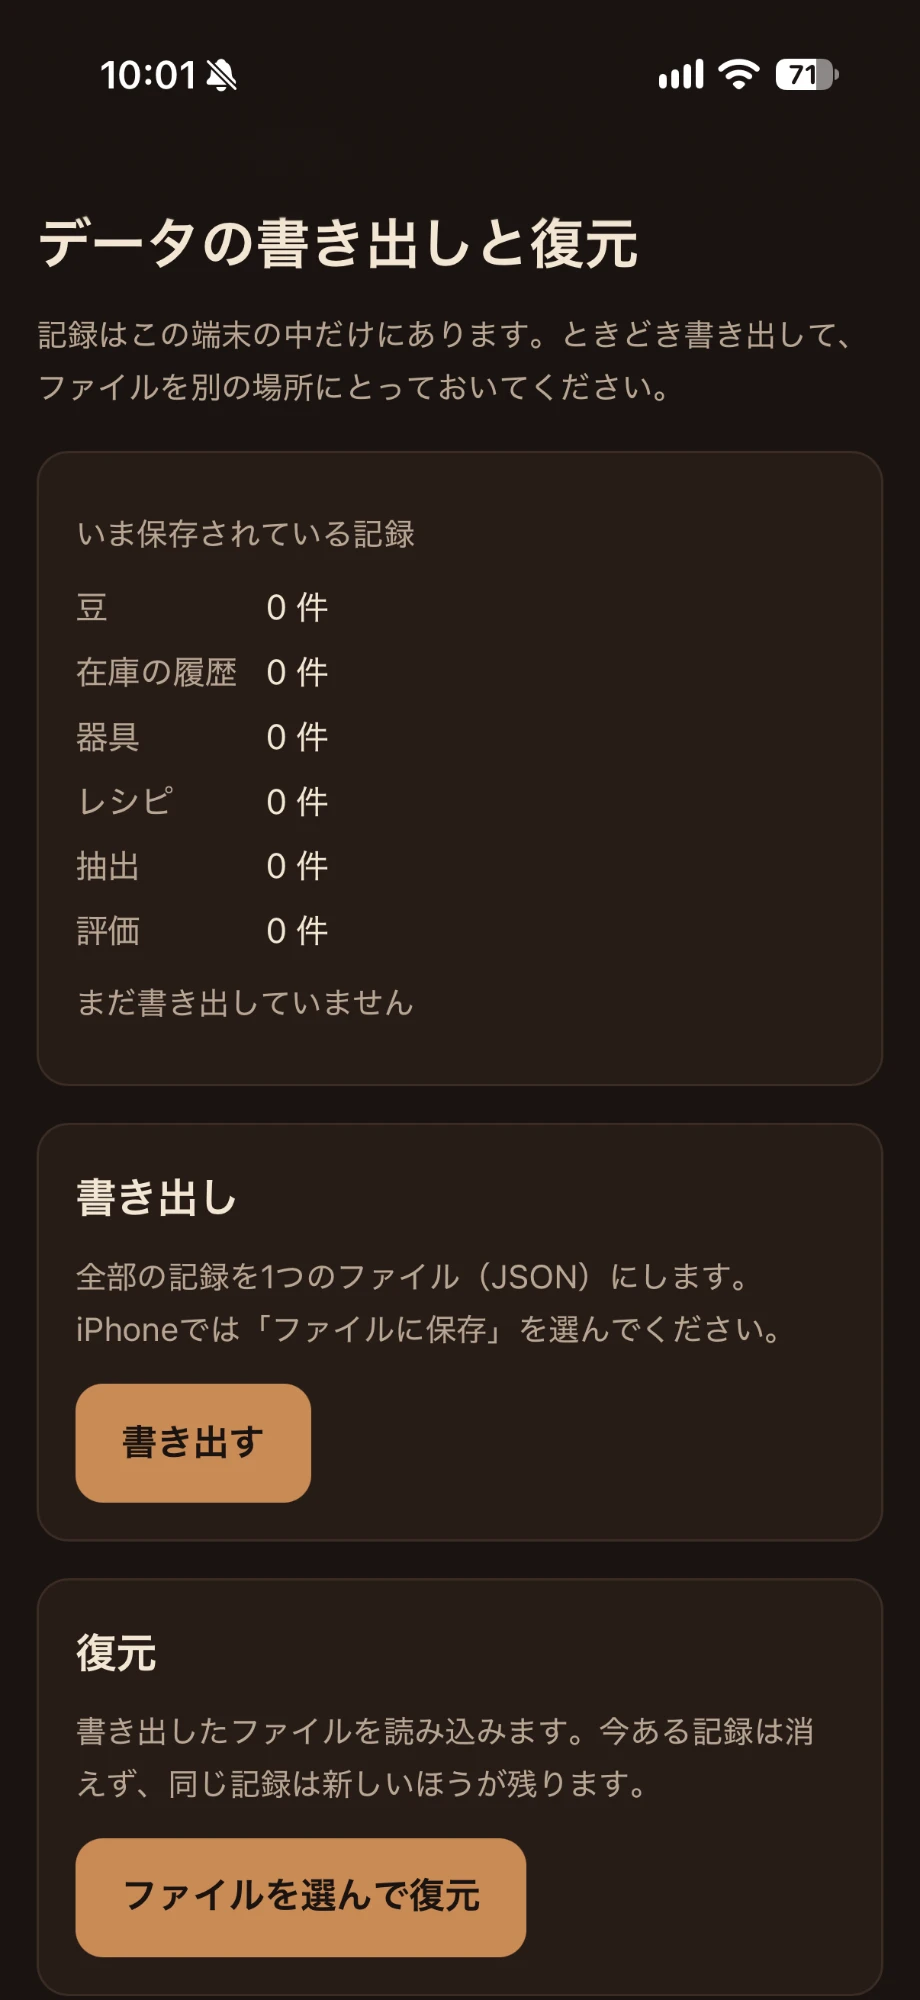 10:01
71
データの書き出しと復元
記録はこの端末の中だけにあります。ときどき書き出して、
ファイルを別の場所にとっておいてください。
いま保存されている記録
豆 0 件
在庫の履歴 0 件
器具 0 件
レシピ 0 件
抽出 0 件
評価 0 件
まだ書き出していません
書き出し
全部の記録を1つのファイル（JSON）にします。
iPhoneでは「ファイルに保存」を選んでください。
書き出す
復元
書き出したファイルを読み込みます。今ある記録は消
えず、同じ記録は新しいほうが残ります。
ファイルを選んで復元